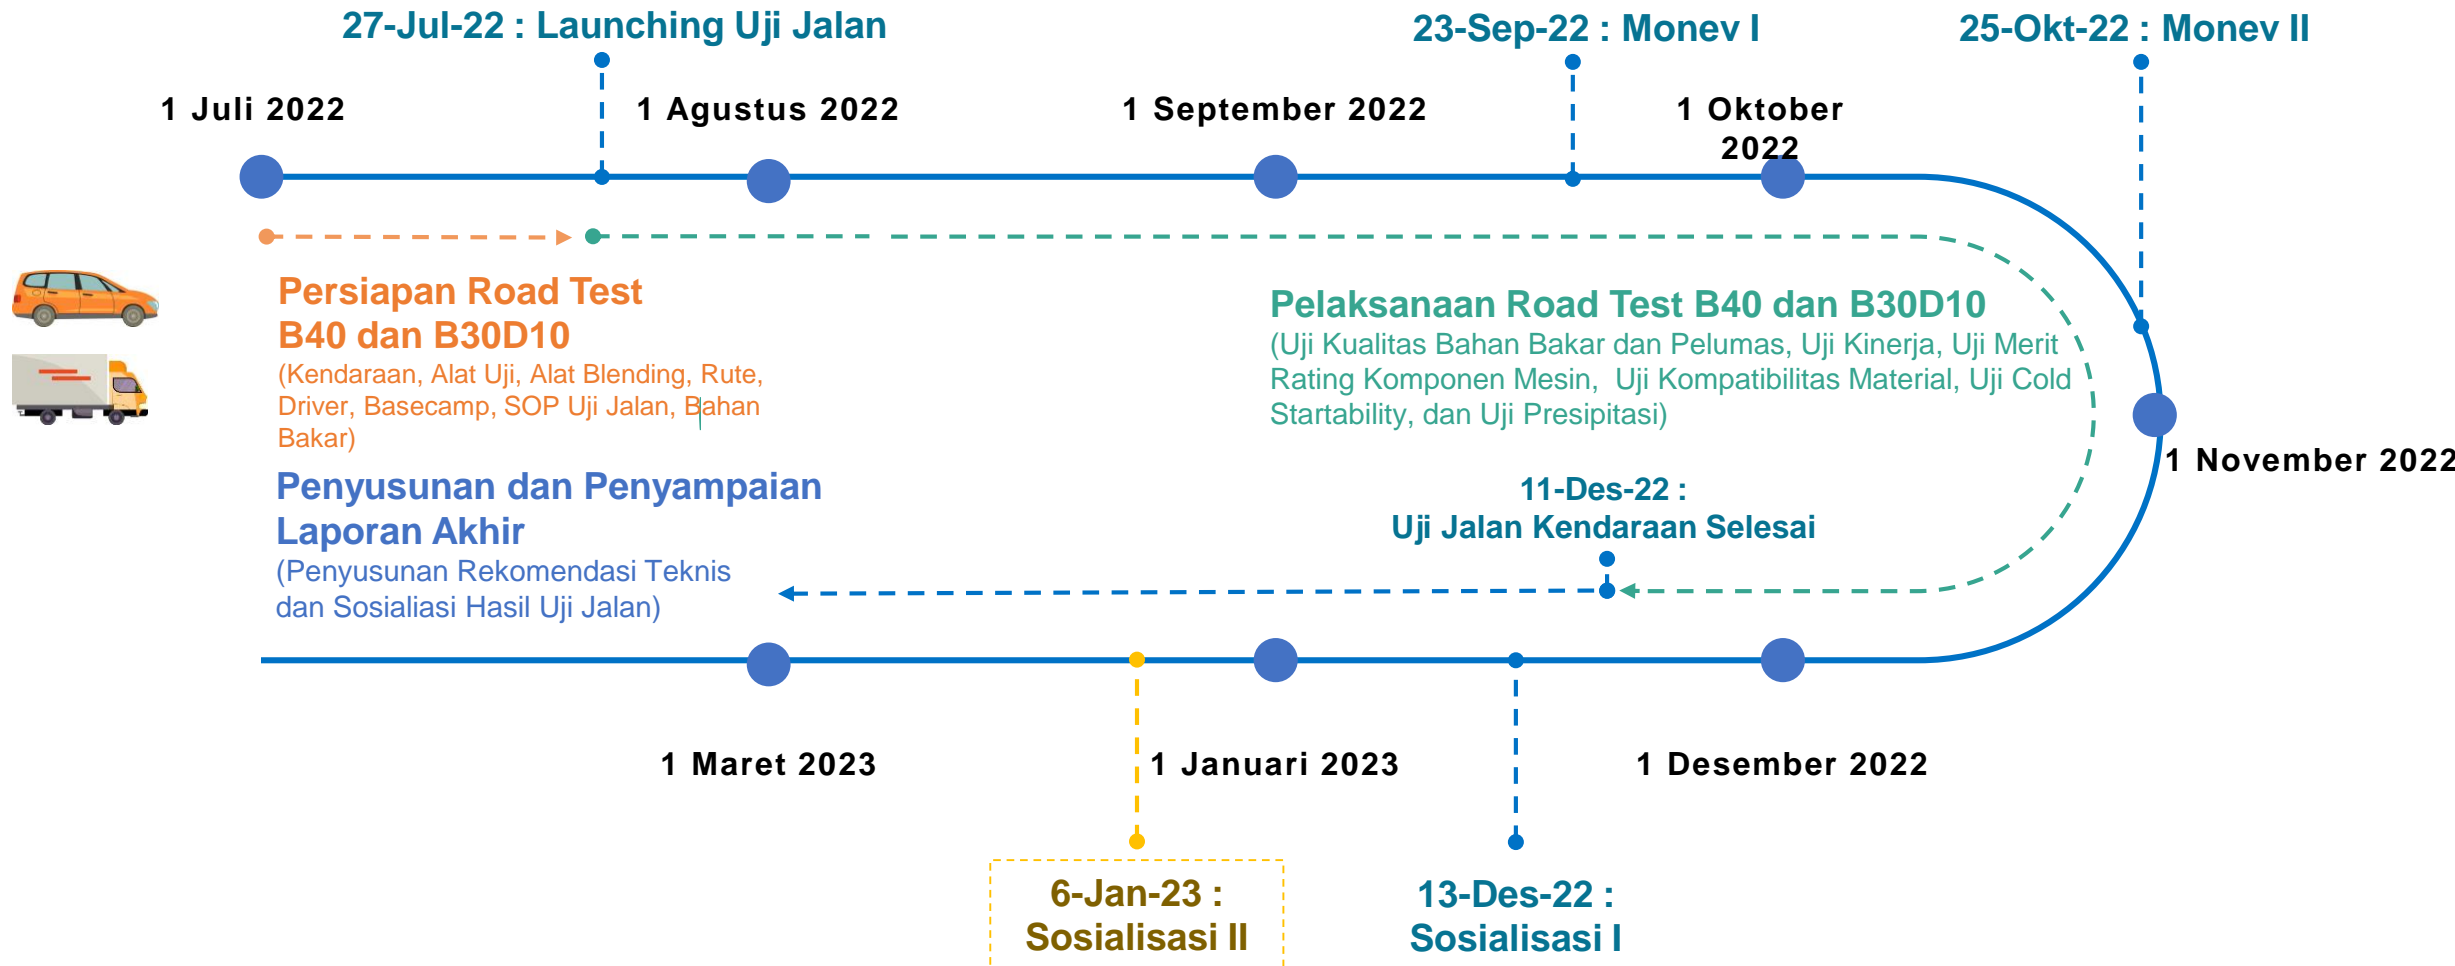 27-Jul-22 : Launching Uji Jalan
23-Sep-22 : Monev I
25-Okt-22 : Monev II
1 Juli 2022
1 Agustus 2022
1 September 2022
1 Oktober
2022
Persiapan Road Test
B40 dan B30D10
(Kendaraan, Alat Uji, Alat Blending, Rute,
Driver, Basecamp, SOP Uji Jalan, Bahan
Bakar)
Pelaksanaan Road Test B40 dan B30D10
(Uji Kualitas Bahan Bakar dan Pelumas, Uji Kinerja, Uji Merit
Rating Komponen Mesin, Uji Kompatibilitas Material, Uji Cold
Startability, dan Uji Presipitasi)
1 November 2022
Penyusunan dan Penyampaian
Laporan Akhir
(Penyusunan Rekomendasi Teknis
dan Sosialiasi Hasil Uji Jalan)
11-Des-22 :
Uji Jalan Kendaraan Selesai
1 Maret 2023
1 Januari 2023
1 Desember 2022
6-Jan-23 :
Sosialisasi II
13-Des-22 :
Sosialisasi I